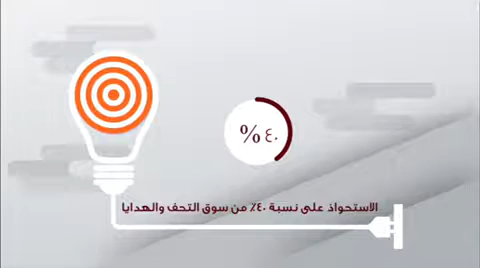 % ٤٠
الاستحواذ على نسبة ٤٠٪ من سوق التحف والهدايا